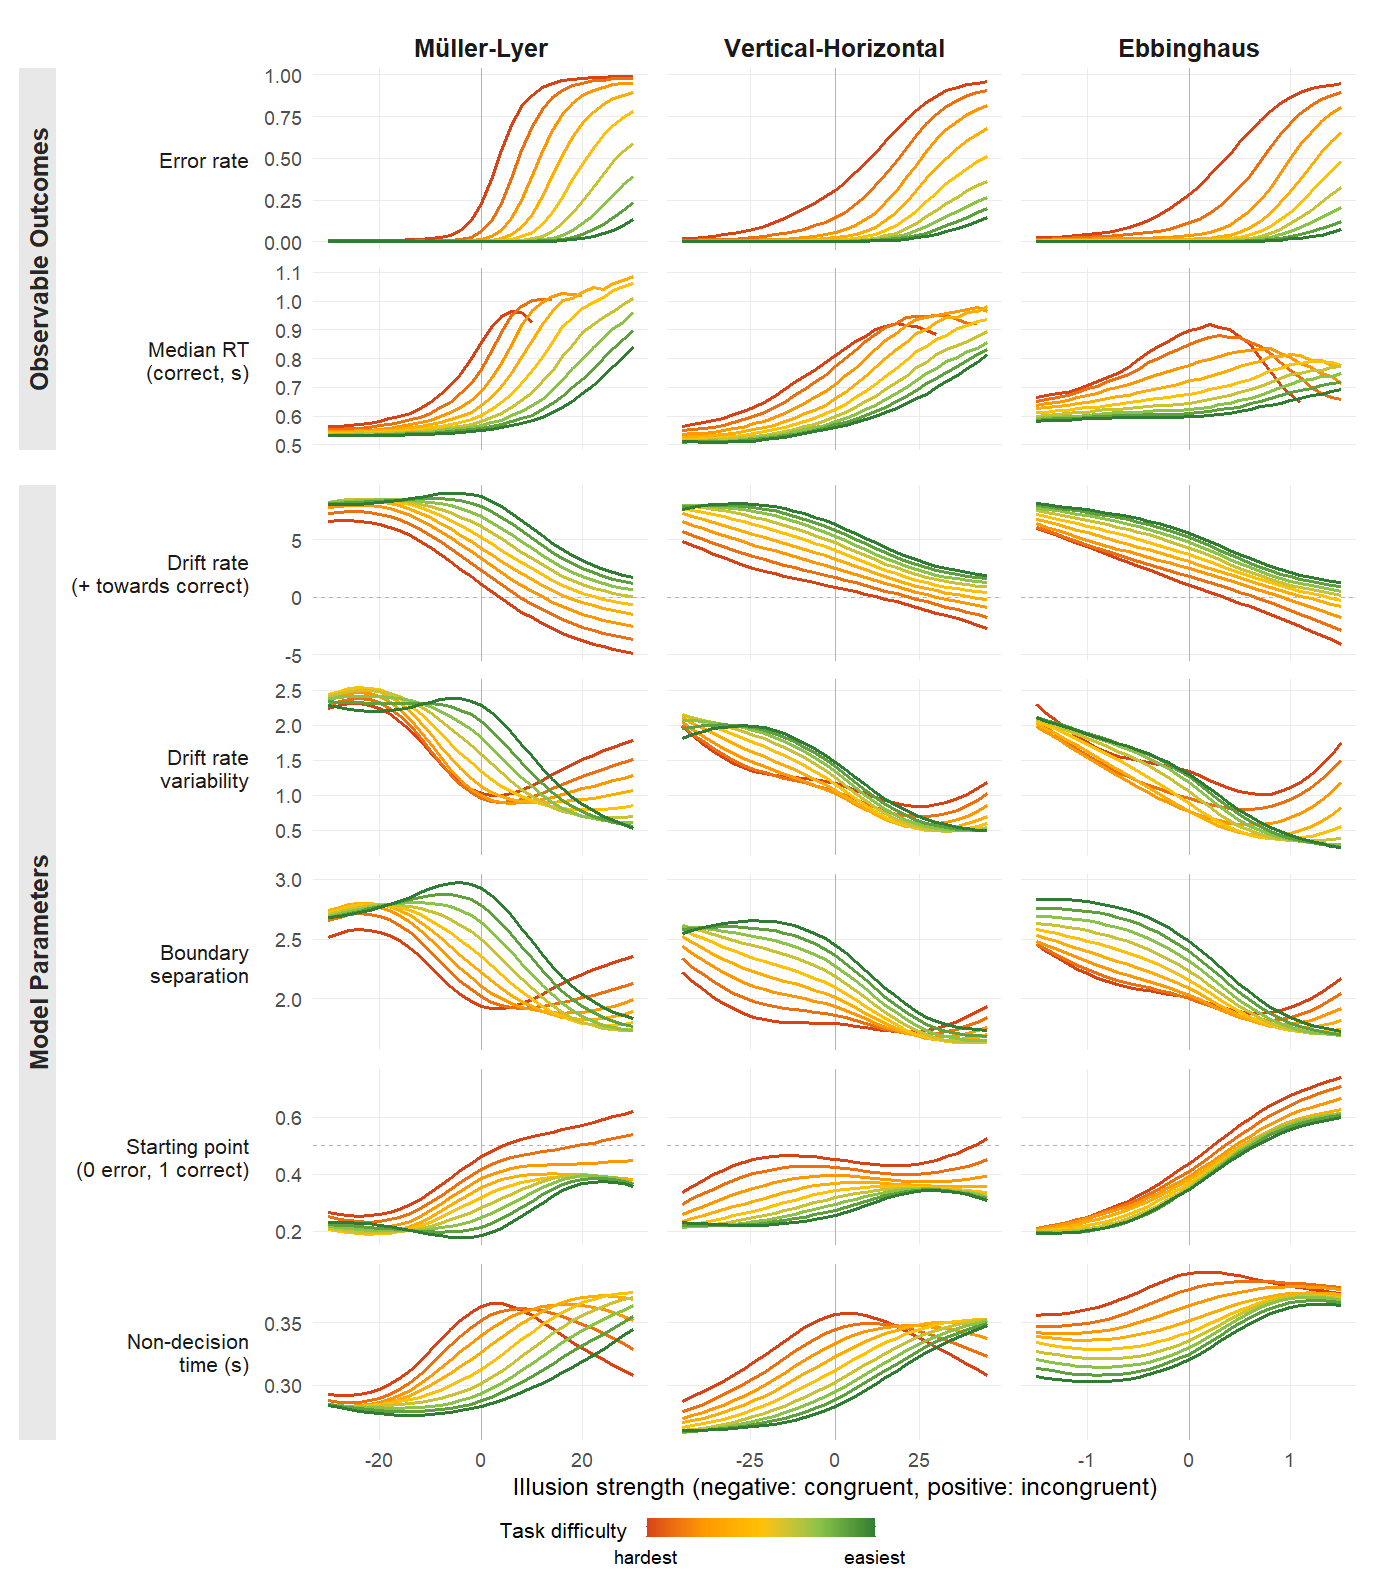 Müller-Lyer
Vertical-Horizontal
Ebbinghaus
Observable Outcomes
Error rate
1.00
0.75
0.50
0.25
0.00
Median RT
(correct, s)
1.1
1.0
0.9
0.8
0.7
0.6
0.5
Model Parameters
Drift rate
(+ towards correct)
5
0
-5
Drift rate
variability
2.5
2.0
1.5
1.0
0.5
Boundary
separation
3.0
2.5
2.0
Starting point
(0 error, 1 correct)
0.6
0.4
0.2
Non-decision
time (s)
0.35
0.30
-20
0
20
-25
0
25
-1
0
1
Illusion strength (negative: congruent, positive: incongruent)
Task difficulty
hardest
easiest